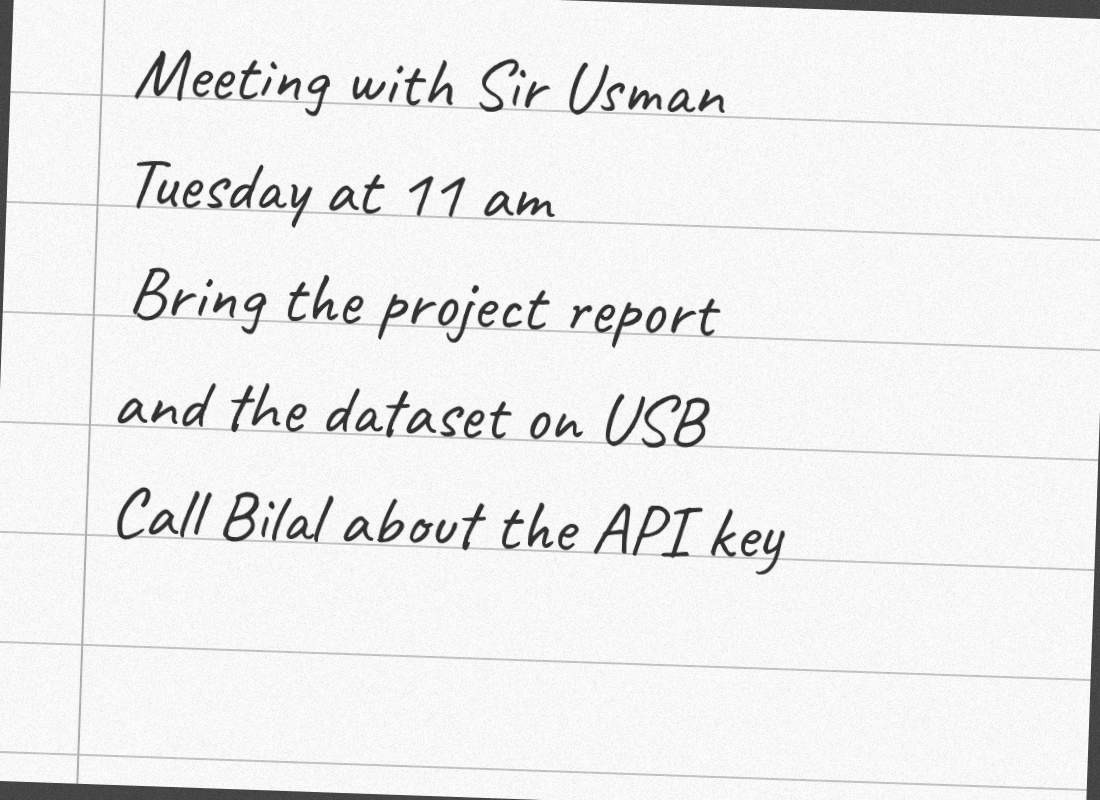 Meeting with Sir Usman
Tuesday at 11 am
Bring the project report
and the dataset on USB
Call Bilal about the API key